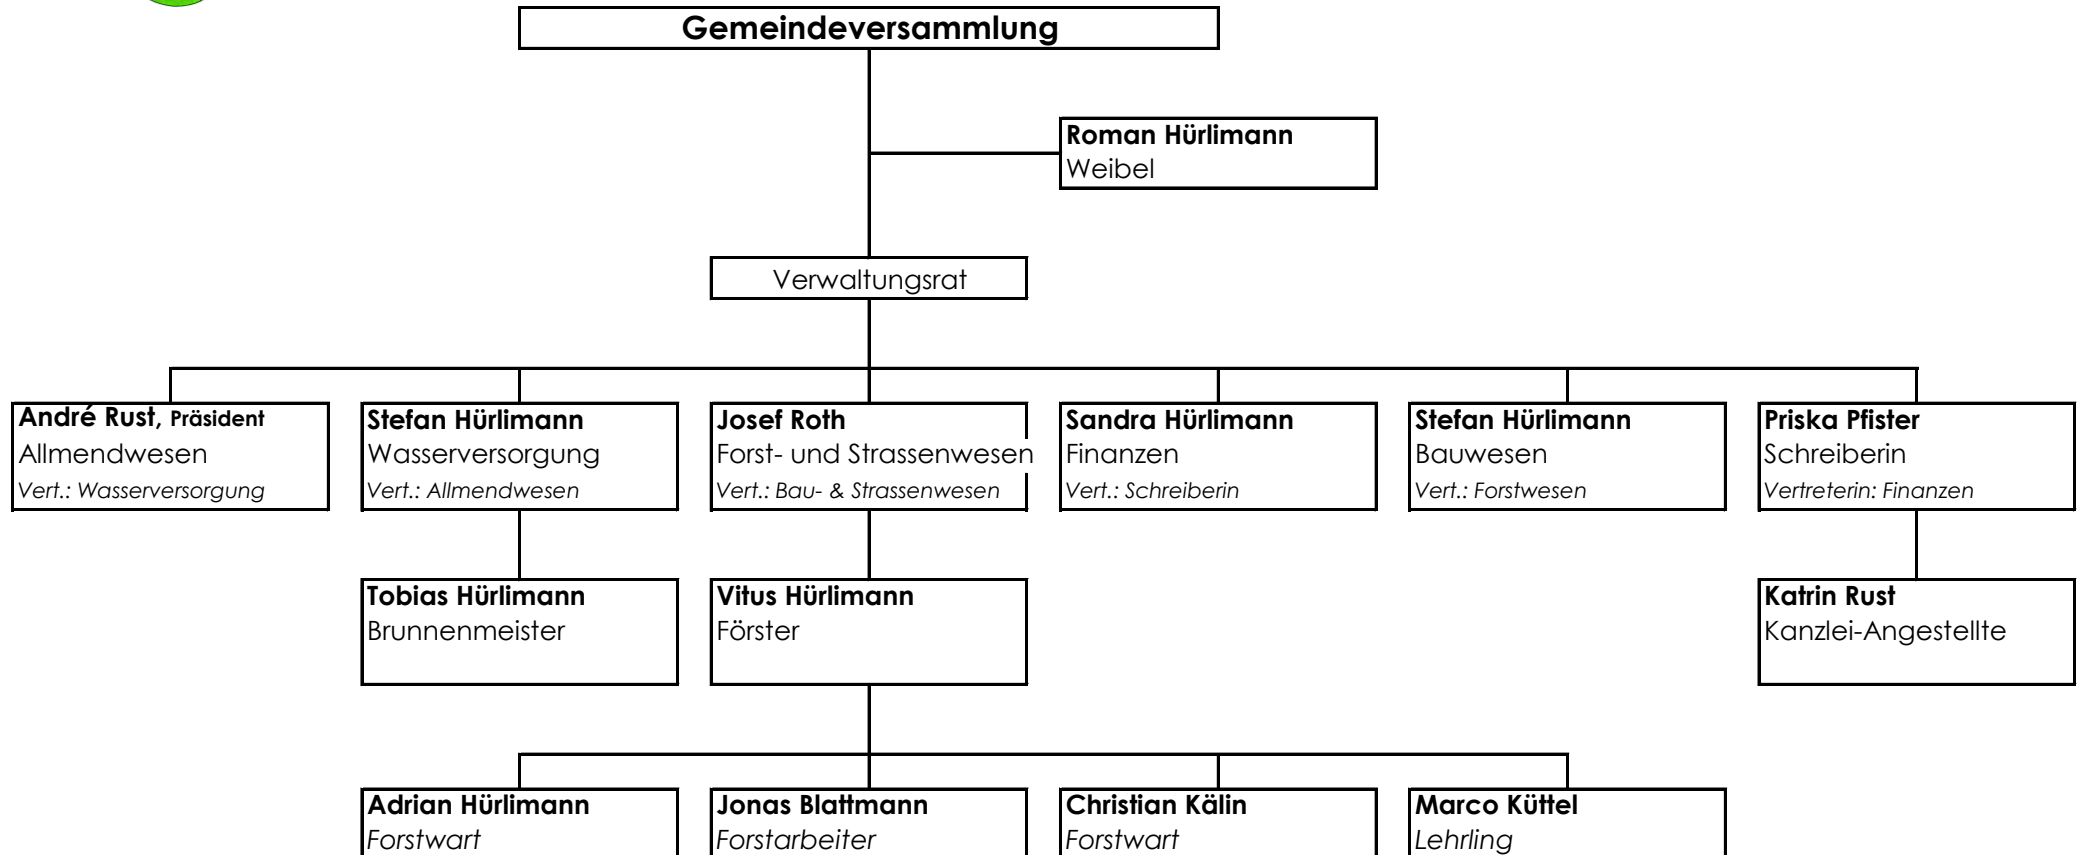 Gemeindeversammlung
Roman Hürlimann
Weibel
Verwaltungsrat
André Rust, Präsident
Allmendwesen
Vert.: Wasserversorgung
Stefan Hürlimann
Wasserversorgung
Vert.: Allmendwesen
Josef Roth
Forst- und Strassenwesen
Vert.: Bau- & Strassenwesen
Sandra Hürlimann
Finanzen
Vert.: Schreiberin
Stefan Hürlimann
Bauwesen
Vert.: Forstwesen
Priska Pfister
Schreiberin
Vertreterin: Finanzen
Tobias Hürlimann
Brunnenmeister
Vitus Hürlimann
Förster
Katrin Rust
Kanzlei-Angestellte
Adrian Hürlimann
Forstwart
Jonas Blattmann
Forstarbeiter
Christian Kälin
Forstwart
Marco Küttel
Lehrling